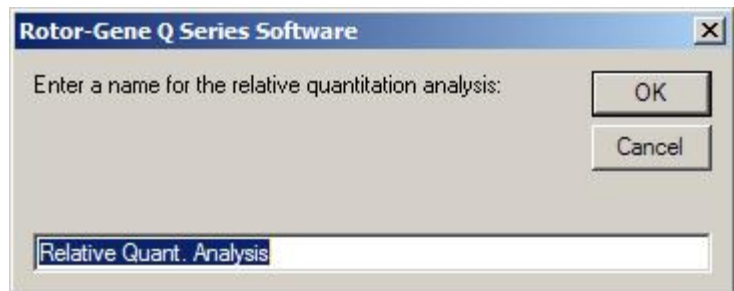 Rotor-Gene Q Series Software
Enter a name for the relative quantitation analysis:
OK
Cancel
Relative Quant. Analysis